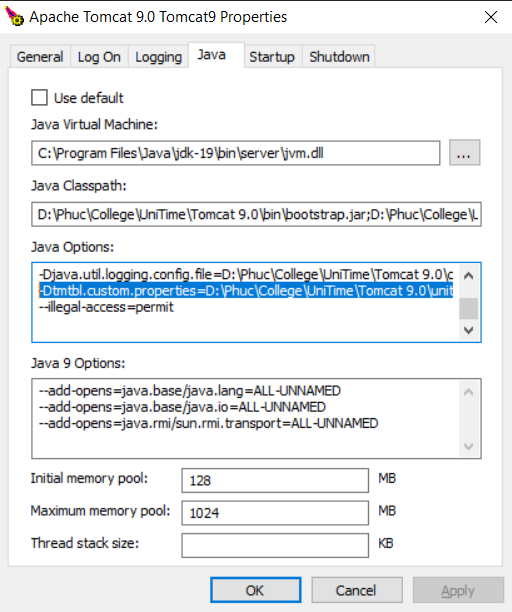 Apache Tomcat 9.0 Tomcat9 Properties
General Log On Logging Java Startup Shutdown
Use default
Java Virtual Machine:
C:\Program Files\Java\jdk-19\bin\server\jvm.dll
...
Java Classpath:
D:\Phuc\College\UniTime\Tomcat 9.0\bin\bootstrap.jar;D:\Phuc\College\U
Java Options:
-Djava.util.logging.config.file=D:\Phuc\College\UniTime\Tomcat 9.0\c
-Dtmtbl.custom.properties=D:\Phuc\College\UniTime\Tomcat 9.0\unit
--illegal-access=permit
Java 9 Options:
--add-opens=java.base/java.lang=ALL-UNNAMED
--add-opens=java.base/java.io=ALL-UNNAMED
--add-opens=java.rmi/sun.rmi.transport=ALL-UNNAMED
Initial memory pool: 128 MB
Maximum memory pool: 1024 MB
Thread stack size: KB
OK Cancel Apply